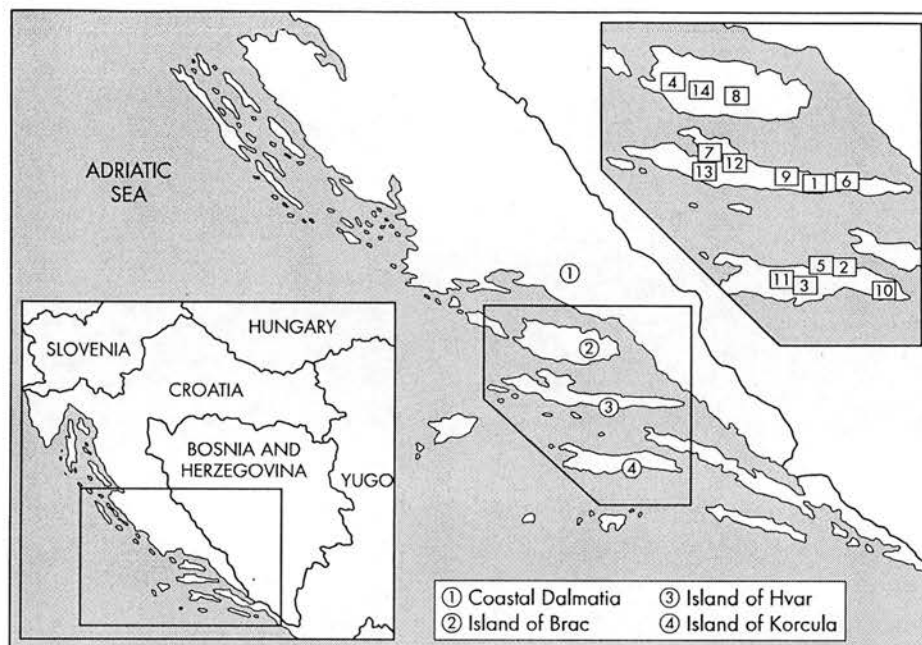 ADRIATIC
SEA
4
14
8
7
12
13
9
1
6
5
2
11
3
10
①
②
③
④
SLOVENIA
HUNGARY
CROATIA
BOSNIA AND
HERZEGOVINA
YUGO
① Coastal Dalmatia
② Island of Brac
③ Island of Hvar
④ Island of Korcula